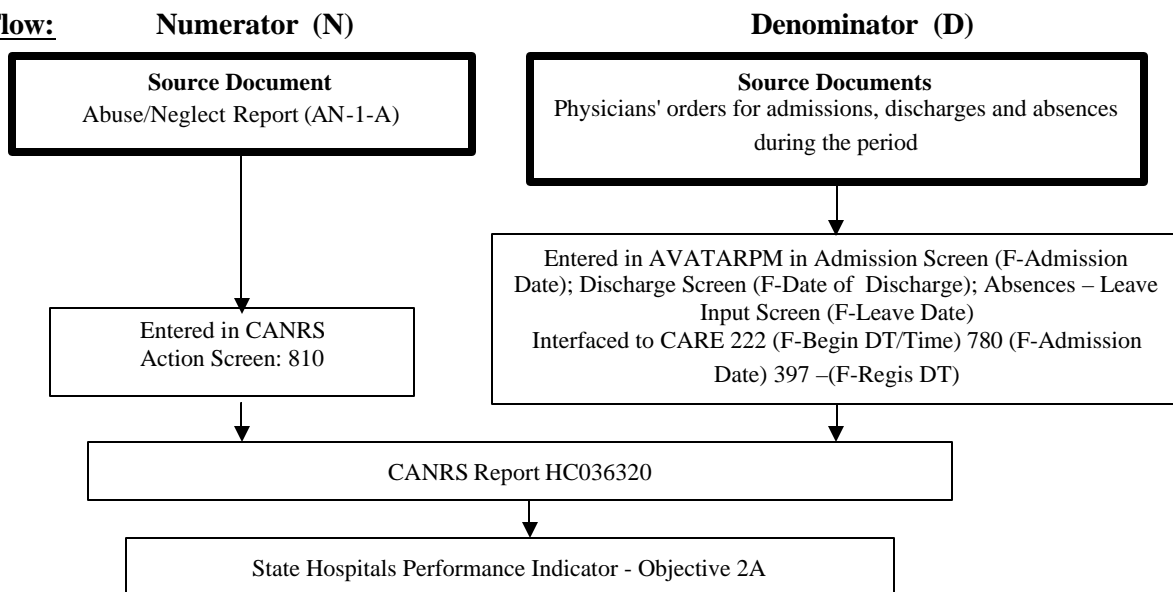 low: Numerator (N) Denominator (D)
Source Document
Abuse/Neglect Report (AN-1-A)
Source Documents
Physicians' orders for admissions, discharges and absences
during the period
Entered in CANRS
Action Screen: 810
Entered in AVATARPM in Admission Screen (F-Admission
Date); Discharge Screen (F-Date of Discharge); Absences – Leave
Input Screen (F-Leave Date)
Interfaced to CARE 222 (F-Begin DT/Time) 780 (F-Admission
Date) 397 –(F-Regis DT)
CANRS Report HC036320
State Hospitals Performance Indicator - Objective 2A